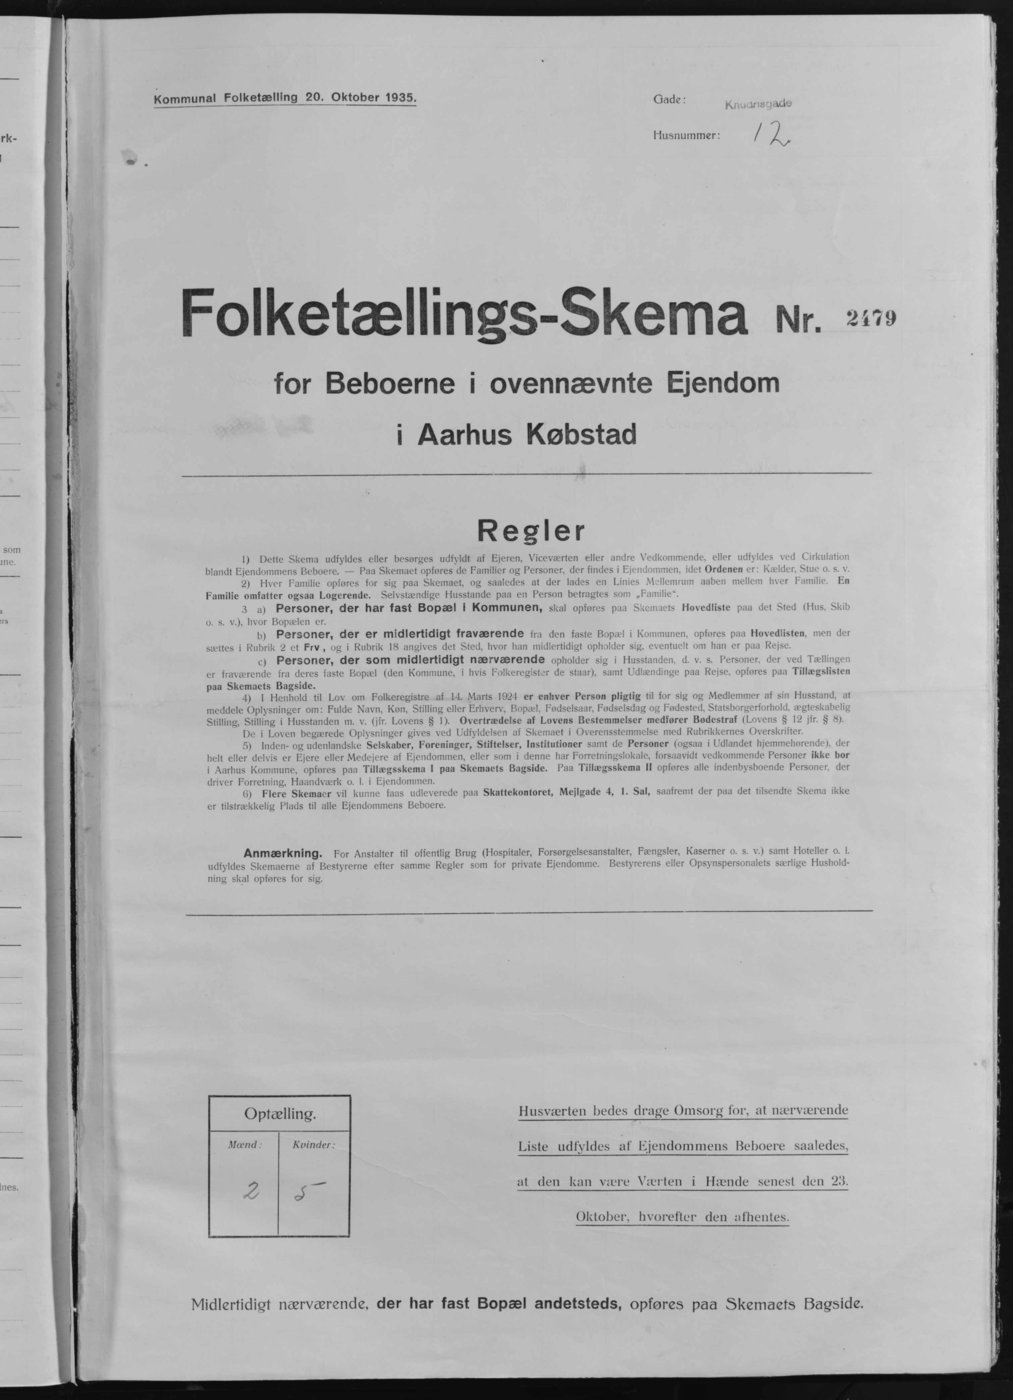 Kommunal Folketælling 20. Oktober 1935.
Gade: Knudrisgade
Husnummer: 12
Folketællings-Skema Nr. 2479
for Beboerne i ovennævnte Ejendom
i Aarhus Købstad
Regler
1) Dette Skema udfyldes eller besørges udfyldt af Ejeren, Viceværten eller andre Vedkommende, eller udfyldes ved Cirkulation
blandt Ejendommens Beboere. — Paa Skemaet opføres de Familier og Personer, der findes i Ejendommen, idet Ordenen er: Kælder, Stue o. s. v.
2) Hver Familie opføres for sig paa Skemaet, og saaledes at der lades en Linies Mellemrum aaben mellem hver Familie. En
Familie omfatter ogsaa Logerende. Selvstændige Husstande paa en Person betragtes som „Familie“.
3 a) Personer, der har fast Bopæl i Kommunen, skal opføres paa Skemaets Hovedliste paa det Sted (Hus, Skib
o. s. v.), hvor Bopælen er.
b) Personer, der er midlertidigt fraværende fra den faste Bopæl i Kommunen, opføres paa Hovedlisten, men der
sættes i Rubrik 2 et Frv., og i Rubrik 18 angives det Sted, hvor han midlertidigt opholder sig, eventuelt om han er paa Rejse.
c) Personer, der som midlertidigt nærværende opholder sig i Husstanden, d. v. s. Personer, der ved Tællingen
er fraværende fra deres faste Bopæl (den Kommune, i hvis Folkeregister de staar), samt Udlændinge paa Rejse, opføres paa Tillægslisten
paa Skemaets Bagside.
4) I Henhold til Lov om Folkeregistre af 14. Marts 1924 er enhver Person pligtig til for sig og Medlemmer af sin Husstand, at
meddele Oplysninger om: Fulde Navn, Køn, Stilling eller Erhverv, Bopæl, Fødselsaar, Fødselsdag og Fødested, Statsborgerforhold, ægteskabelig
Stilling, Stilling i Husstanden m. v. (jfr. Lovens § 1). Overtrædelse af Lovens Bestemmelser medfører Bødestraf (Lovens § 12 jfr. § 8).
De i Loven begærede Oplysninger gives ved Udfyldelsen af Skemaet i Overensstemmelse med Rubrikkernes Overskrifter.
5) Inden- og udenlandske Selskaber, Foreninger, Stiftelser, Institutioner samt de Personer (ogsaa i Udlandet hjemmehørende), der
helt eller delvis er Ejere eller Medejere af Ejendommen, eller som i denne har Forretningslokale, forsaavidt vedkommende Personer ikke bor
i Aarhus Kommune, opføres paa Tillægsskema I paa Skemaets Bagside. Paa Tillægsskema II opføres alle indenbysboende Personer, der
driver Forretning, Haandværk o. l. i Ejendommen.
6) Flere Skemaer vil kunne faas udleverede paa Skattekontoret, Mejlgade 4, 1. Sal, saafremt der paa det tilsendte Skema ikke
er tilstrækkelig Plads til alle Ejendommens Beboere.
Anmærkning. For Anstalter til offentlig Brug (Hospitaler, Forsørgelsesanstalter, Fængsler, Kaserner o. s. v.) samt Hoteller o. l.
udfyldes Skemaerne af Bestyrerne efter samme Regler som for private Ejendomme. Bestyrerens eller Opsynspersonalets særlige Hushold-
ning skal opføres for sig.
Optælling.
Mænd: Kvinder:
2 5
Husværten bedes drage Omsorg for, at nærværende
Liste udfyldes af Ejendommens Beboere saaledes,
at den kan være Værten i Hænde senest den 23.
Oktober, hvorefter den afhentes.
Midlertidigt nærværende, der har fast Bopæl andetsteds, opføres paa Skemaets Bagside.